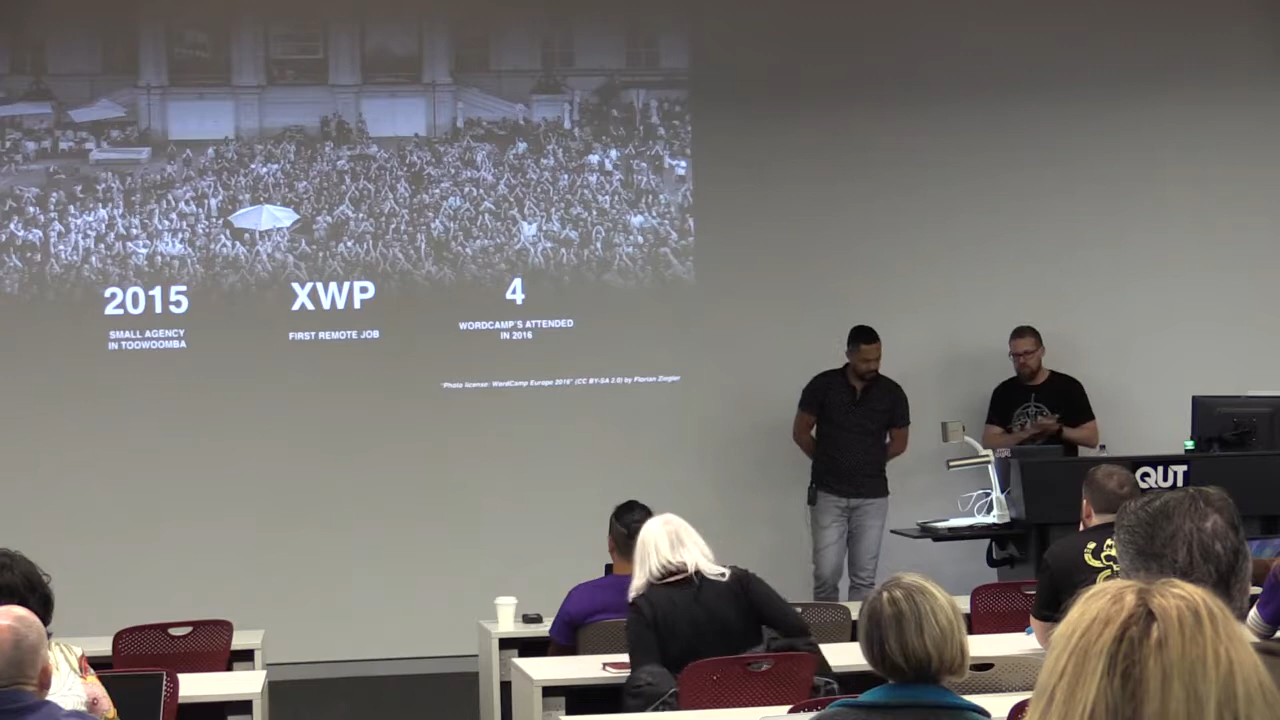 2015
SMALL AGENCY
IN TOOWOOMBA
XWP
FIRST REMOTE JOB
4
WORDCAMP'S ATTENDED
IN 2016
"Photo license: WordCamp Europe 2016" (CC BY-SA 2.0) by Florian Ziegler
QUT